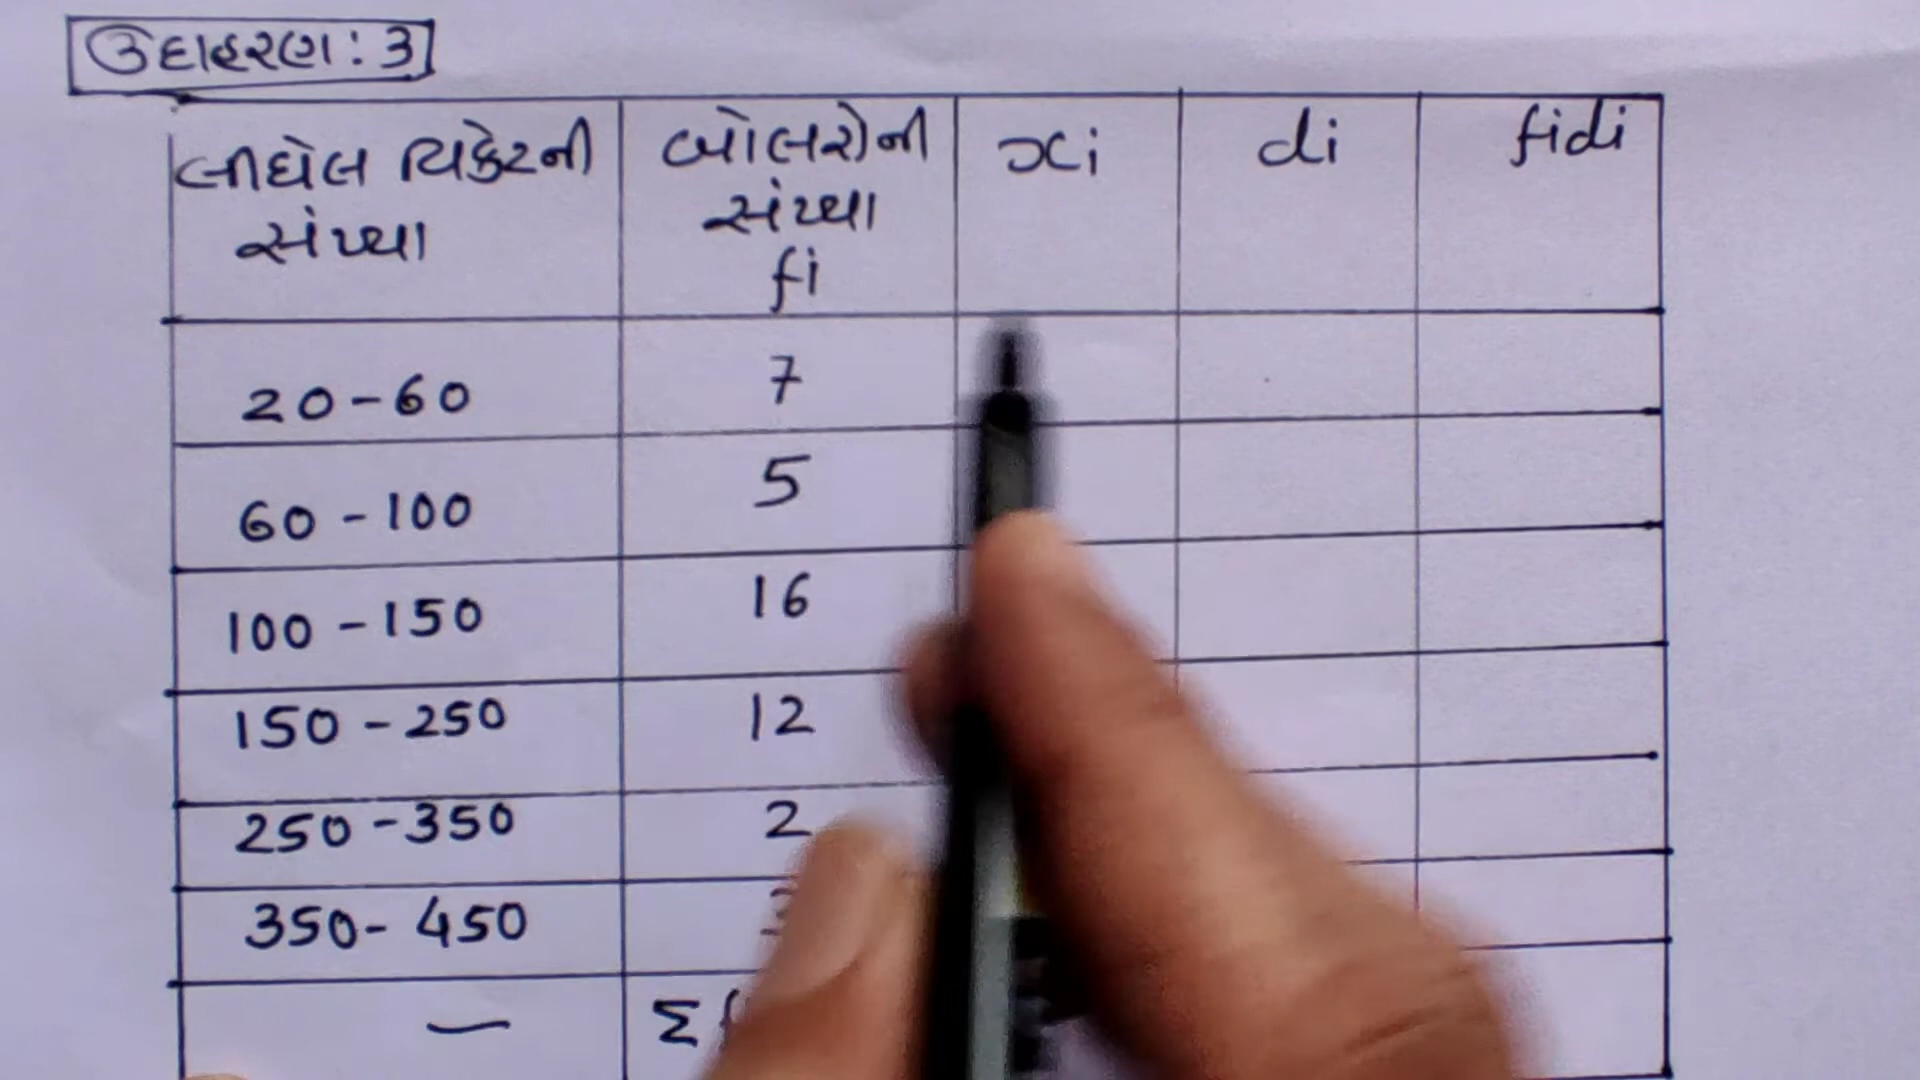 ઉદાહરણ: 3
લીધેલ વિકેટની સંખ્યા
બોલરોની સંખ્યા fi
xi
di
fidi
20-60 7
60-100 5
100-150 16
150-250 12
250-350 2
350-450
— Σ